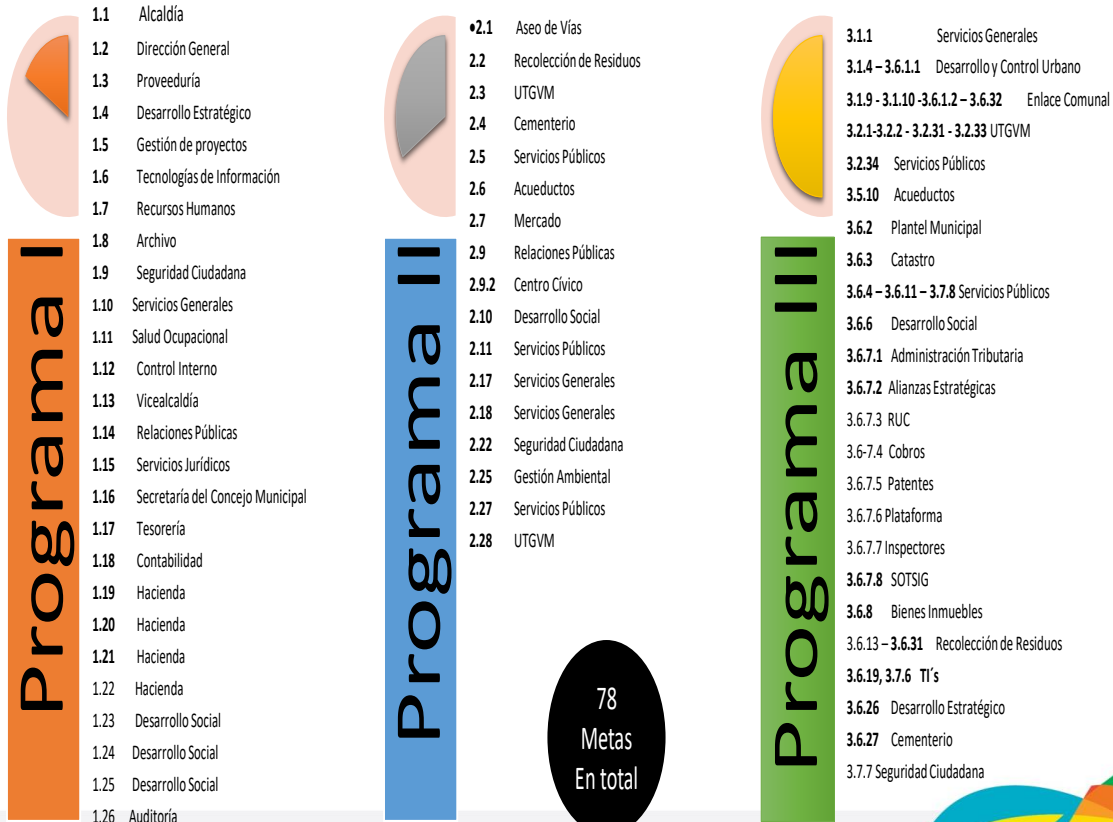 Programa I
1.1 Alcaldía
1.2 Dirección General
1.3 Proveeduría
1.4 Desarrollo Estratégico
1.5 Gestión de proyectos
1.6 Tecnologías de Información
1.7 Recursos Humanos
1.8 Archivo
1.9 Seguridad Ciudadana
1.10 Servicios Generales
1.11 Salud Ocupacional
1.12 Control Interno
1.13 Vicealcaldía
1.14 Relaciones Públicas
1.15 Servicios Jurídicos
1.16 Secretaría del Concejo Municipal
1.17 Tesorería
1.18 Contabilidad
1.19 Hacienda
1.20 Hacienda
1.21 Hacienda
1.22 Hacienda
1.23 Desarrollo Social
1.24 Desarrollo Social
1.25 Desarrollo Social
1.26 Auditoría
Programa II
•2.1 Aseo de Vías
2.2 Recolección de Residuos
2.3 UTGVM
2.4 Cementerio
2.5 Servicios Públicos
2.6 Acueductos
2.7 Mercado
2.9 Relaciones Públicas
2.9.2 Centro Cívico
2.10 Desarrollo Social
2.11 Servicios Públicos
2.17 Servicios Generales
2.18 Servicios Generales
2.22 Seguridad Ciudadana
2.25 Gestión Ambiental
2.27 Servicios Públicos
2.28 UTGVM
78
Metas
En total
Programa III
3.1.1 Servicios Generales
3.1.4 – 3.6.1.1 Desarrollo y Control Urbano
3.1.9 - 3.1.10 -3.6.1.2 – 3.6.32 Enlace Comunal
3.2.1-3.2.2 - 3.2.31 - 3.2.33 UTGVM
3.2.34 Servicios Públicos
3.5.10 Acueductos
3.6.2 Plantel Municipal
3.6.3 Catastro
3.6.4 – 3.6.11 – 3.7.8 Servicios Públicos
3.6.6 Desarrollo Social
3.6.7.1 Administración Tributaria
3.6.7.2 Alianzas Estratégicas
3.6.7.3 RUC
3.6-7.4 Cobros
3.6.7.5 Patentes
3.6.7.6 Plataforma
3.6.7.7 Inspectores
3.6.7.8 SOTSIG
3.6.8 Bienes Inmuebles
3.6.13 – 3.6.31 Recolección de Residuos
3.6.19, 3.7.6 TI´s
3.6.26 Desarrollo Estratégico
3.6.27 Cementerio
3.7.7 Seguridad Ciudadana